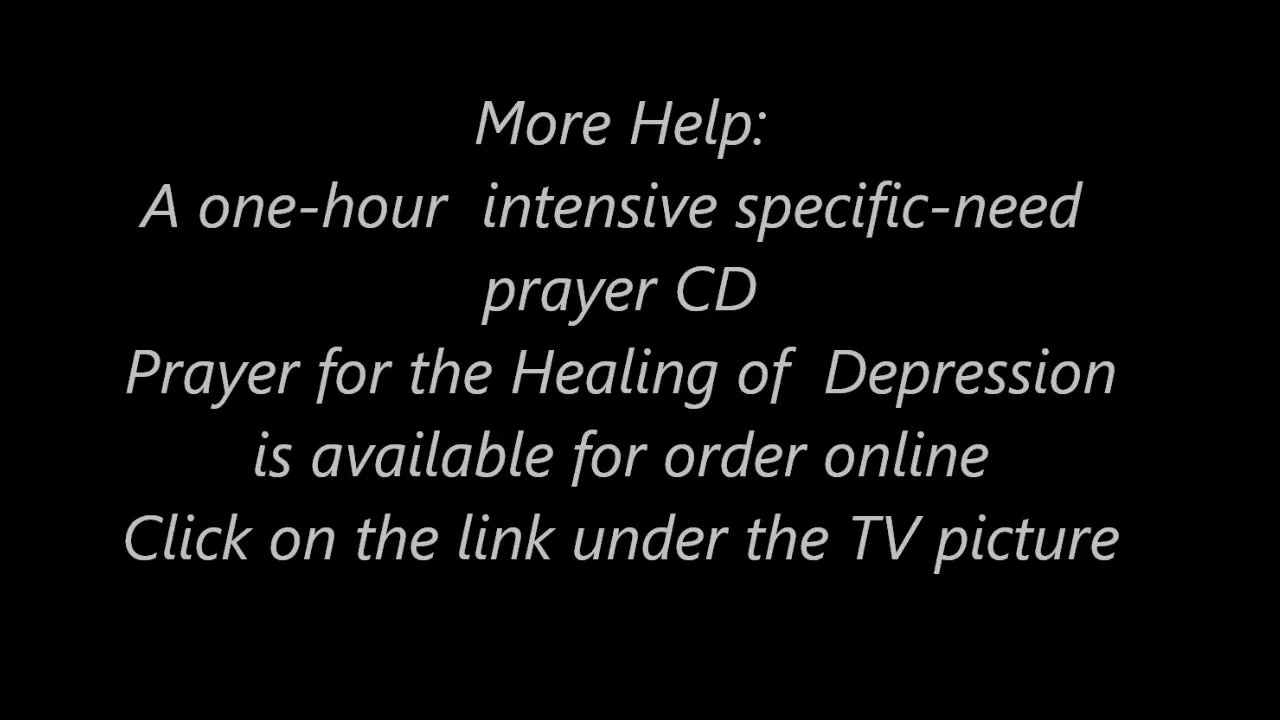 More Help:
A one-hour  intensive specific-need
prayer CD
Prayer for the Healing of  Depression
is available for order online
Click on the link under the TV picture